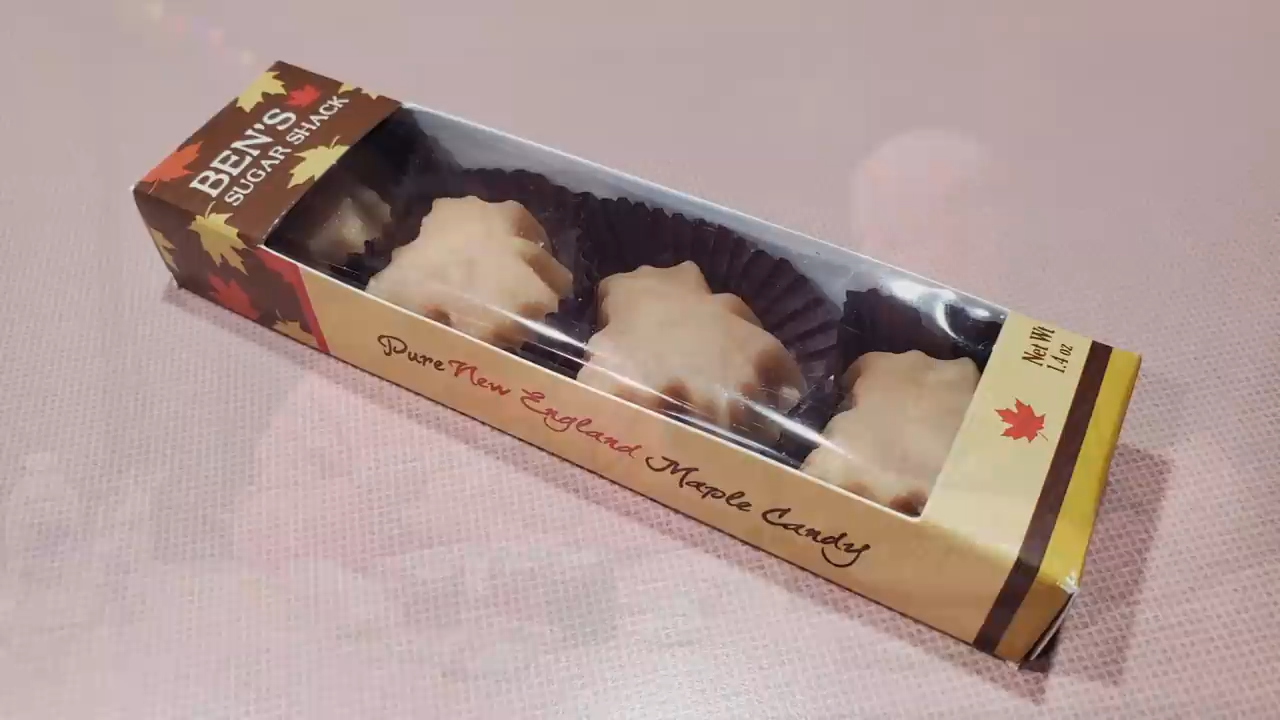 BEN'S
SUGAR SHACK
Net Wt
1.4 oz
Pure New England Maple Candy